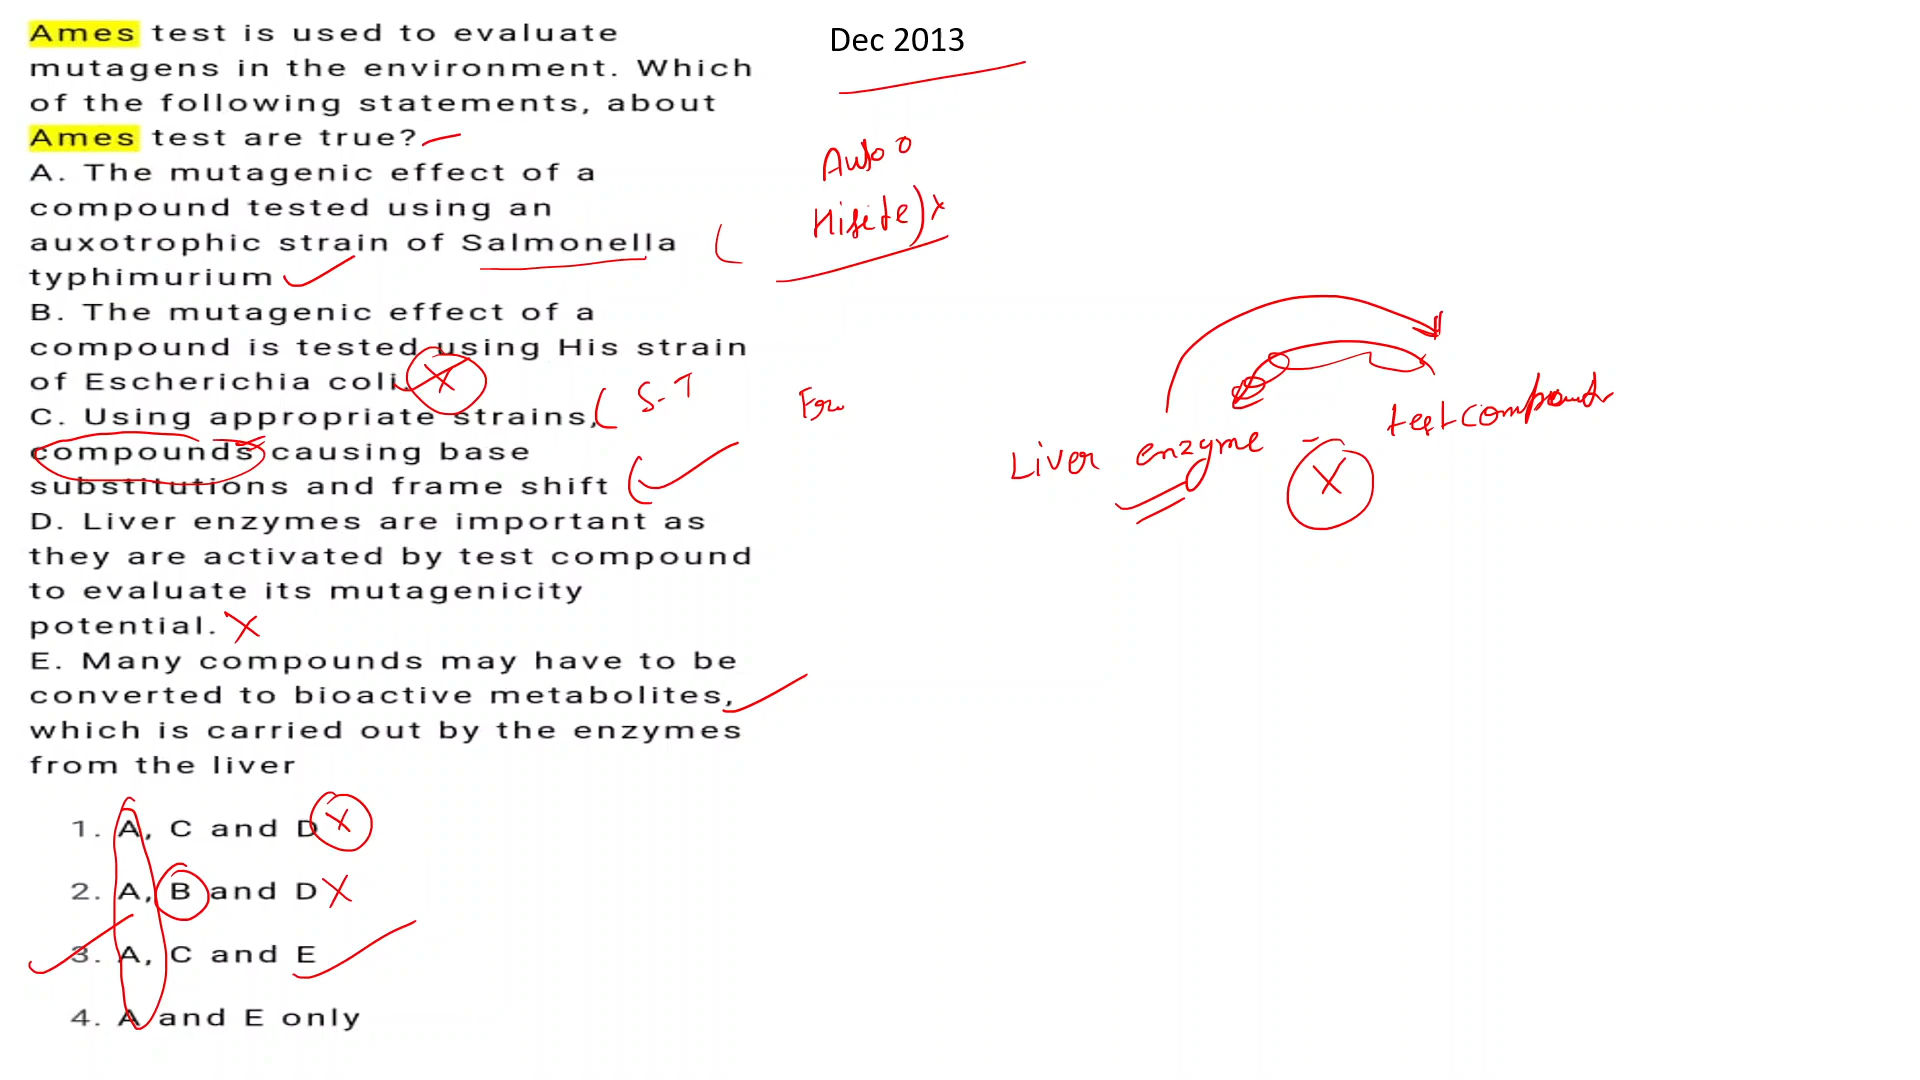 Ames test is used to evaluate
mutagens in the environment. Which
of the following statements, about
Ames test are true?
A. The mutagenic effect of a
compound tested using an
auxotrophic strain of Salmonella
typhimurium
B. The mutagenic effect of a
compound is tested using His strain
of Escherichia coli.
C. Using appropriate strains,
compounds causing base
substitutions and frame shift
D. Liver enzymes are important as
they are activated by test compound
to evaluate its mutagenicity
potential.
E. Many compounds may have to be
converted to bioactive metabolites,
which is carried out by the enzymes
from the liver
1. A, C and D
2. A, B and D
3. A, C and E
4. A and E only
Dec 2013
S-T
Liver enzyme
test compound